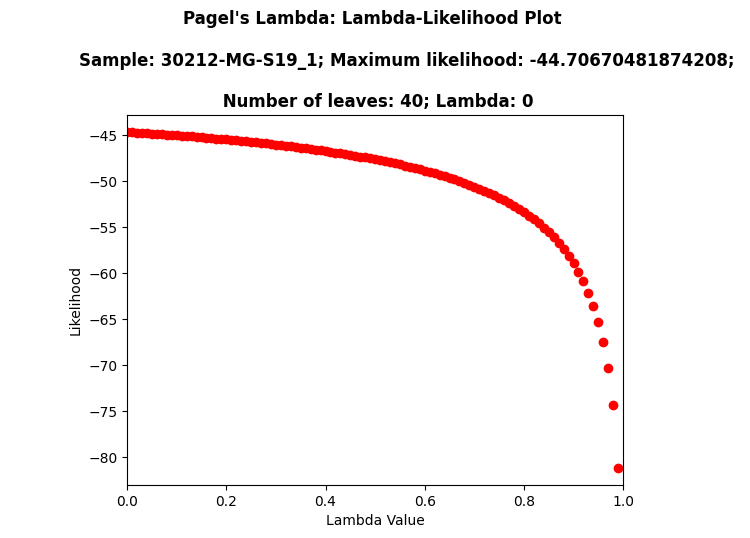 Pagel's Lambda: Lambda-Likelihood Plot
Sample: 30212-MG-S19_1; Maximum likelihood: -44.70670481874208;
Number of leaves: 40; Lambda: 0
−45
−50
−55
−60
−65
−70
−75
−80
Likelihood
0.0 0.2 0.4 0.6 0.8 1.0
Lambda Value